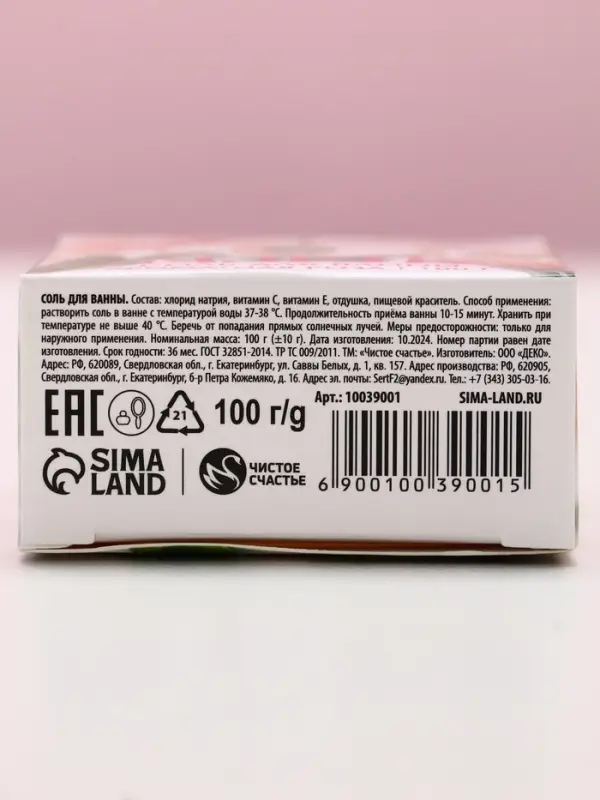 СОЛЬ ДЛЯ ВАННЫ. Состав: хлорид натрия, витамин С, витамин Е, отдушка, пищевой краситель. Способ применения:
растворить соль в ванне с температурой воды 37-38 °С. Продолжительность приёма ванны 10-15 минут. Хранить при
температуре не выше 40 °С. Беречь от попадания прямых солнечных лучей. Меры предосторожности: только для
наружного применения. Номинальная масса: 100 г (±10 г). Дата изготовления: 10.2024. Номер партии равен дате
изготовления. Срок годности: 36 мес. ГОСТ 32851-2014. ТР ТС 009/2011. ТМ: «Чистое счастье». Изготовитель: ООО «ДЕКО».
Адрес: РФ, 620089, Свердловская обл., г. Екатеринбург, ул. Саввы Белых, д. 1, кв. 157. Адрес производства: РФ, 620905,
Свердловская обл., г. Екатеринбург, б-р Петра Кожемяко, д. 16. Адрес эл. почты: SertF2@yandex.ru. Тел.: +7 (343) 305-03-16.
EAC 21 100 г/g
Арт.: 10039001 SIMA-LAND.RU
SIMA LAND
ЧИСТОЕ СЧАСТЬЕ
6 900100 390015